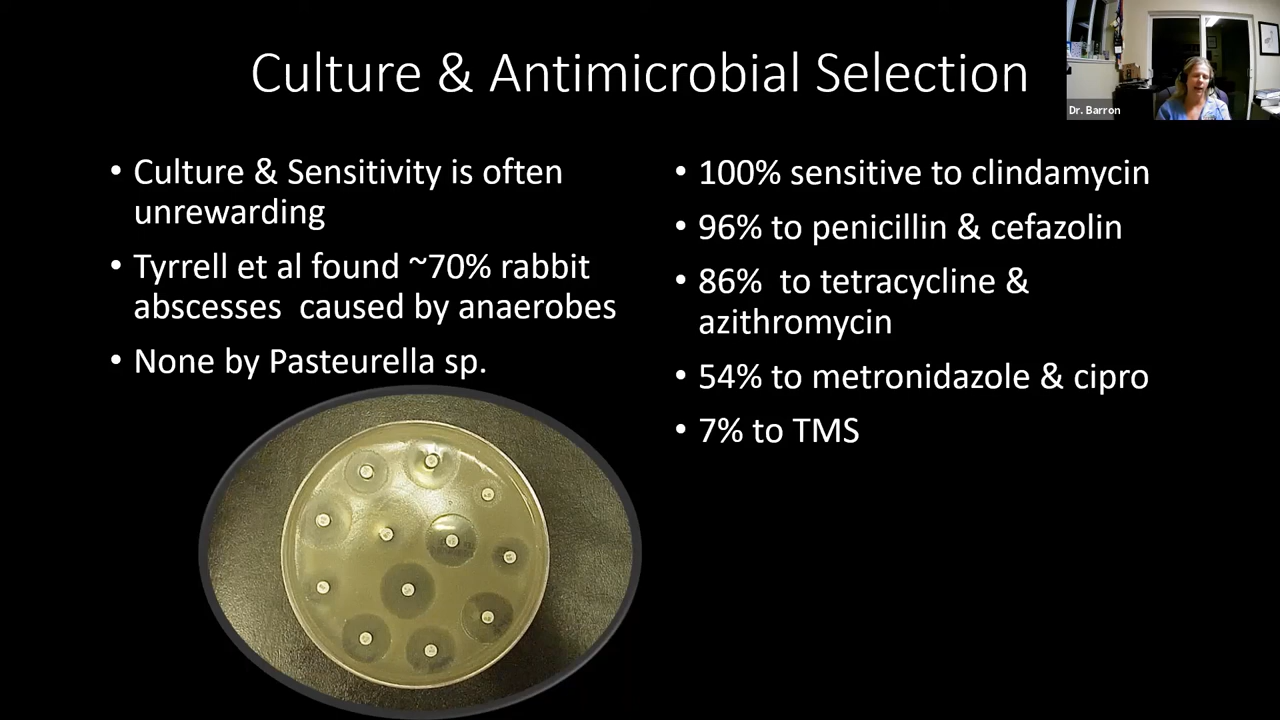 Culture & Antimicrobial Selection
Dr. Barron
• Culture & Sensitivity is often
unrewarding
• Tyrrell et al found ~70% rabbit
abscesses  caused by anaerobes
• None by Pasteurella sp.
• 100% sensitive to clindamycin
• 96% to penicillin & cefazolin
• 86%  to tetracycline &
azithromycin
• 54% to metronidazole & cipro
• 7% to TMS